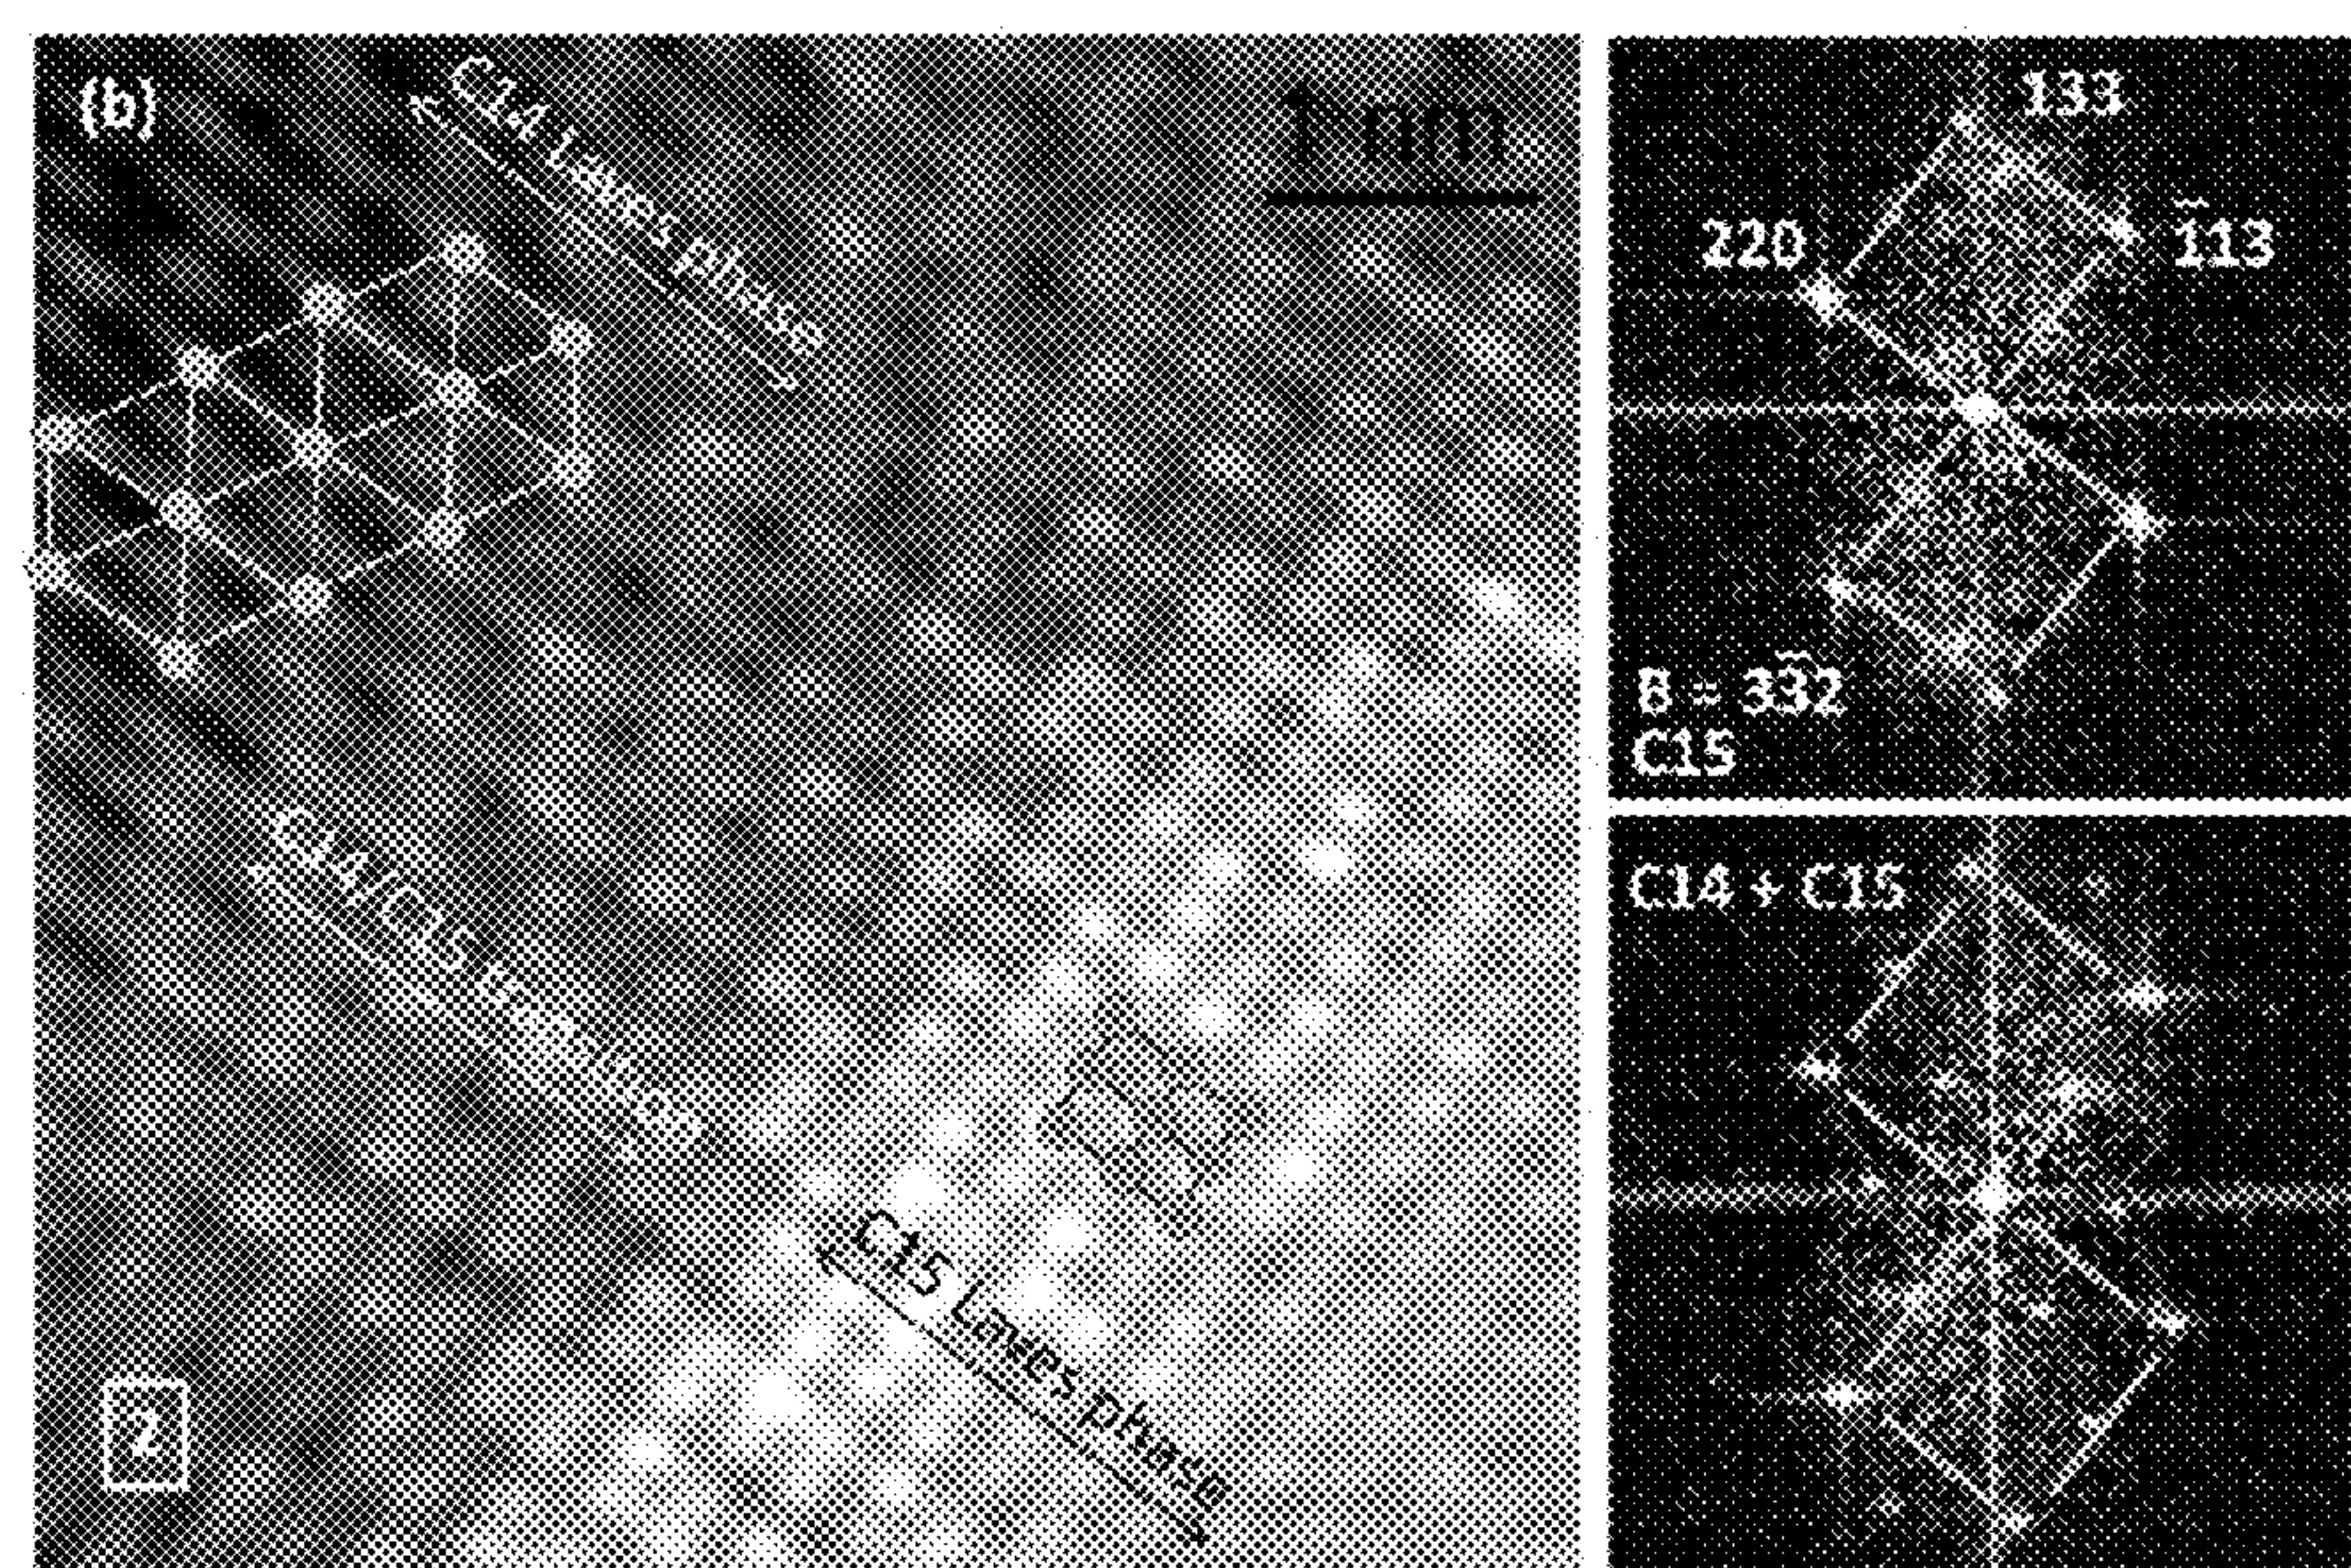 (b)
C14 Laves phase
1 nm
C14/C15
C15 Laves phase
2
133
220
1̄13
B = 33̄2
C15
C14 + C15